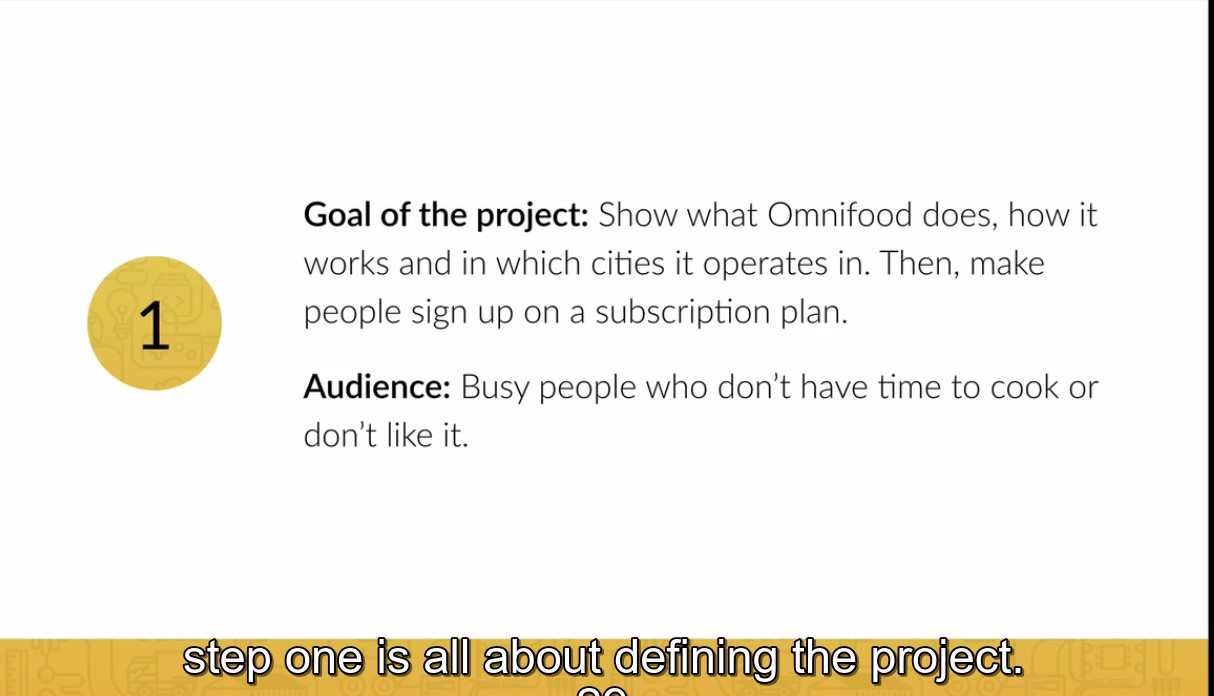 1
Goal of the project: Show what Omnifood does, how it
works and in which cities it operates in. Then, make
people sign up on a subscription plan.
Audience: Busy people who don’t have time to cook or
don’t like it.
step one is all about defining the project.